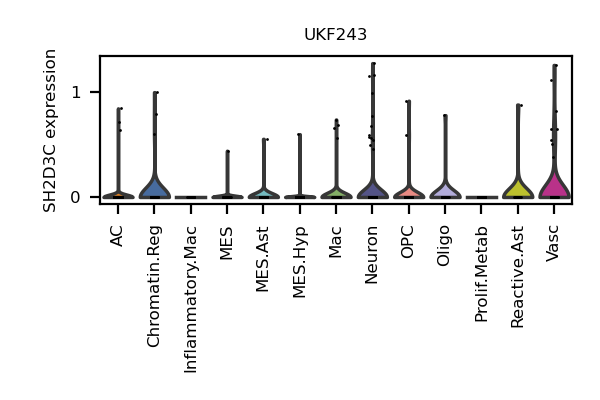 UKF243
SH2D3C expression
1
0
AC
Chromatin.Reg
Inflammatory.Mac
MES
MES.Ast
MES.Hyp
Mac
Neuron
OPC
Oligo
Prolif.Metab
Reactive.Ast
Vasc